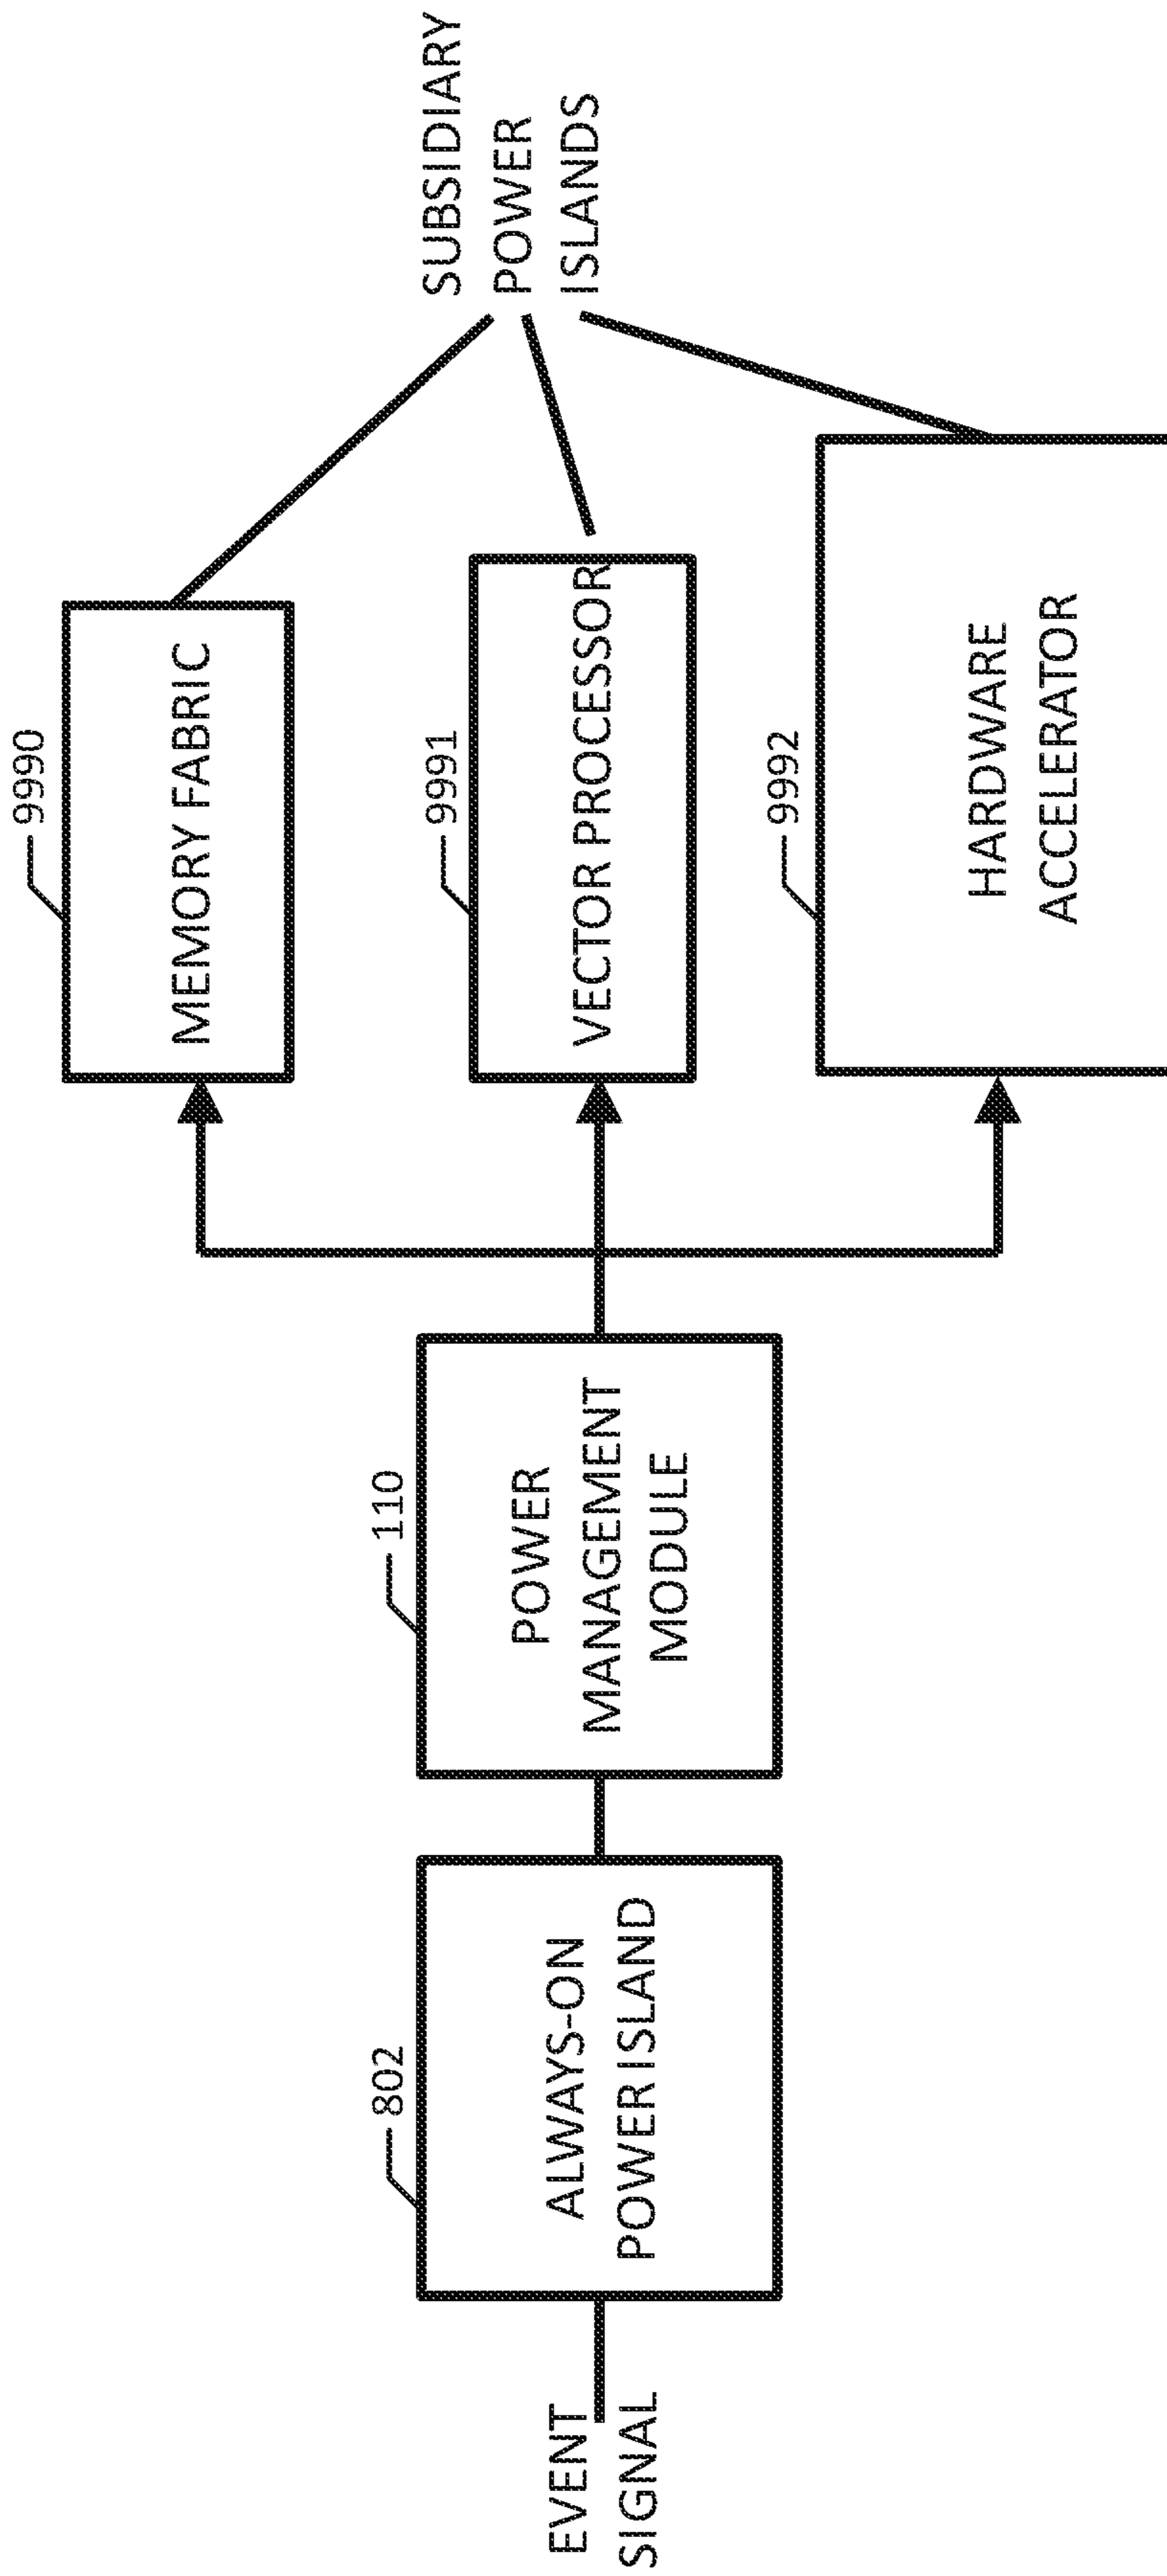 EVENT
SIGNAL
802
ALWAYS-ON
POWER ISLAND
110
POWER
MANAGEMENT
MODULE
9990
MEMORY FABRIC
9991
VECTOR PROCESSOR
9992
HARDWARE
ACCELERATOR
SUBSIDIARY
POWER
ISLANDS